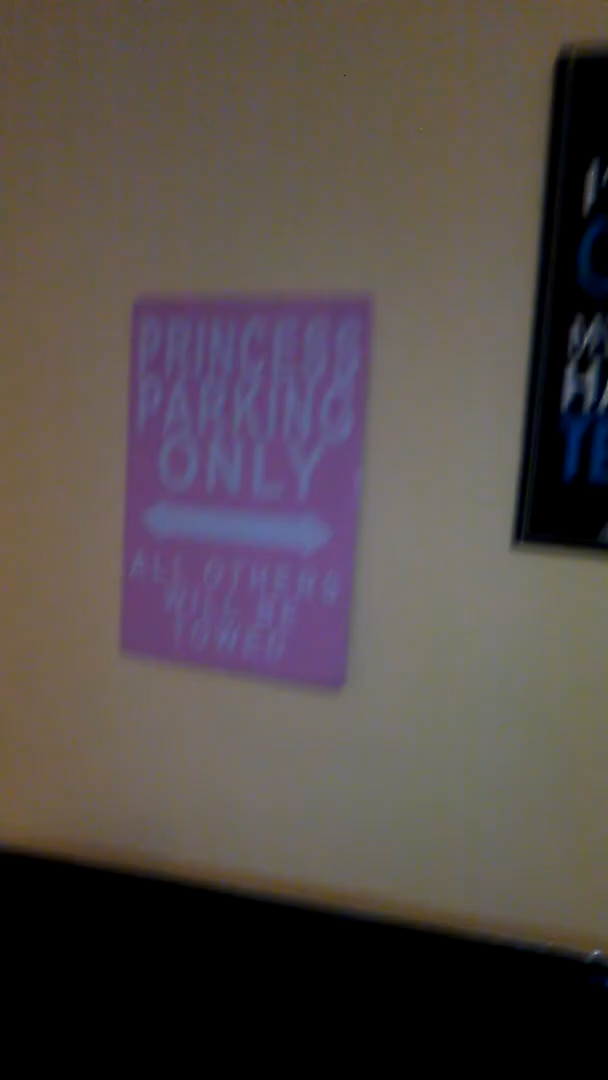 PRINCESS
PARKING
ONLY
ALL OTHERS
WILL BE
TOWED